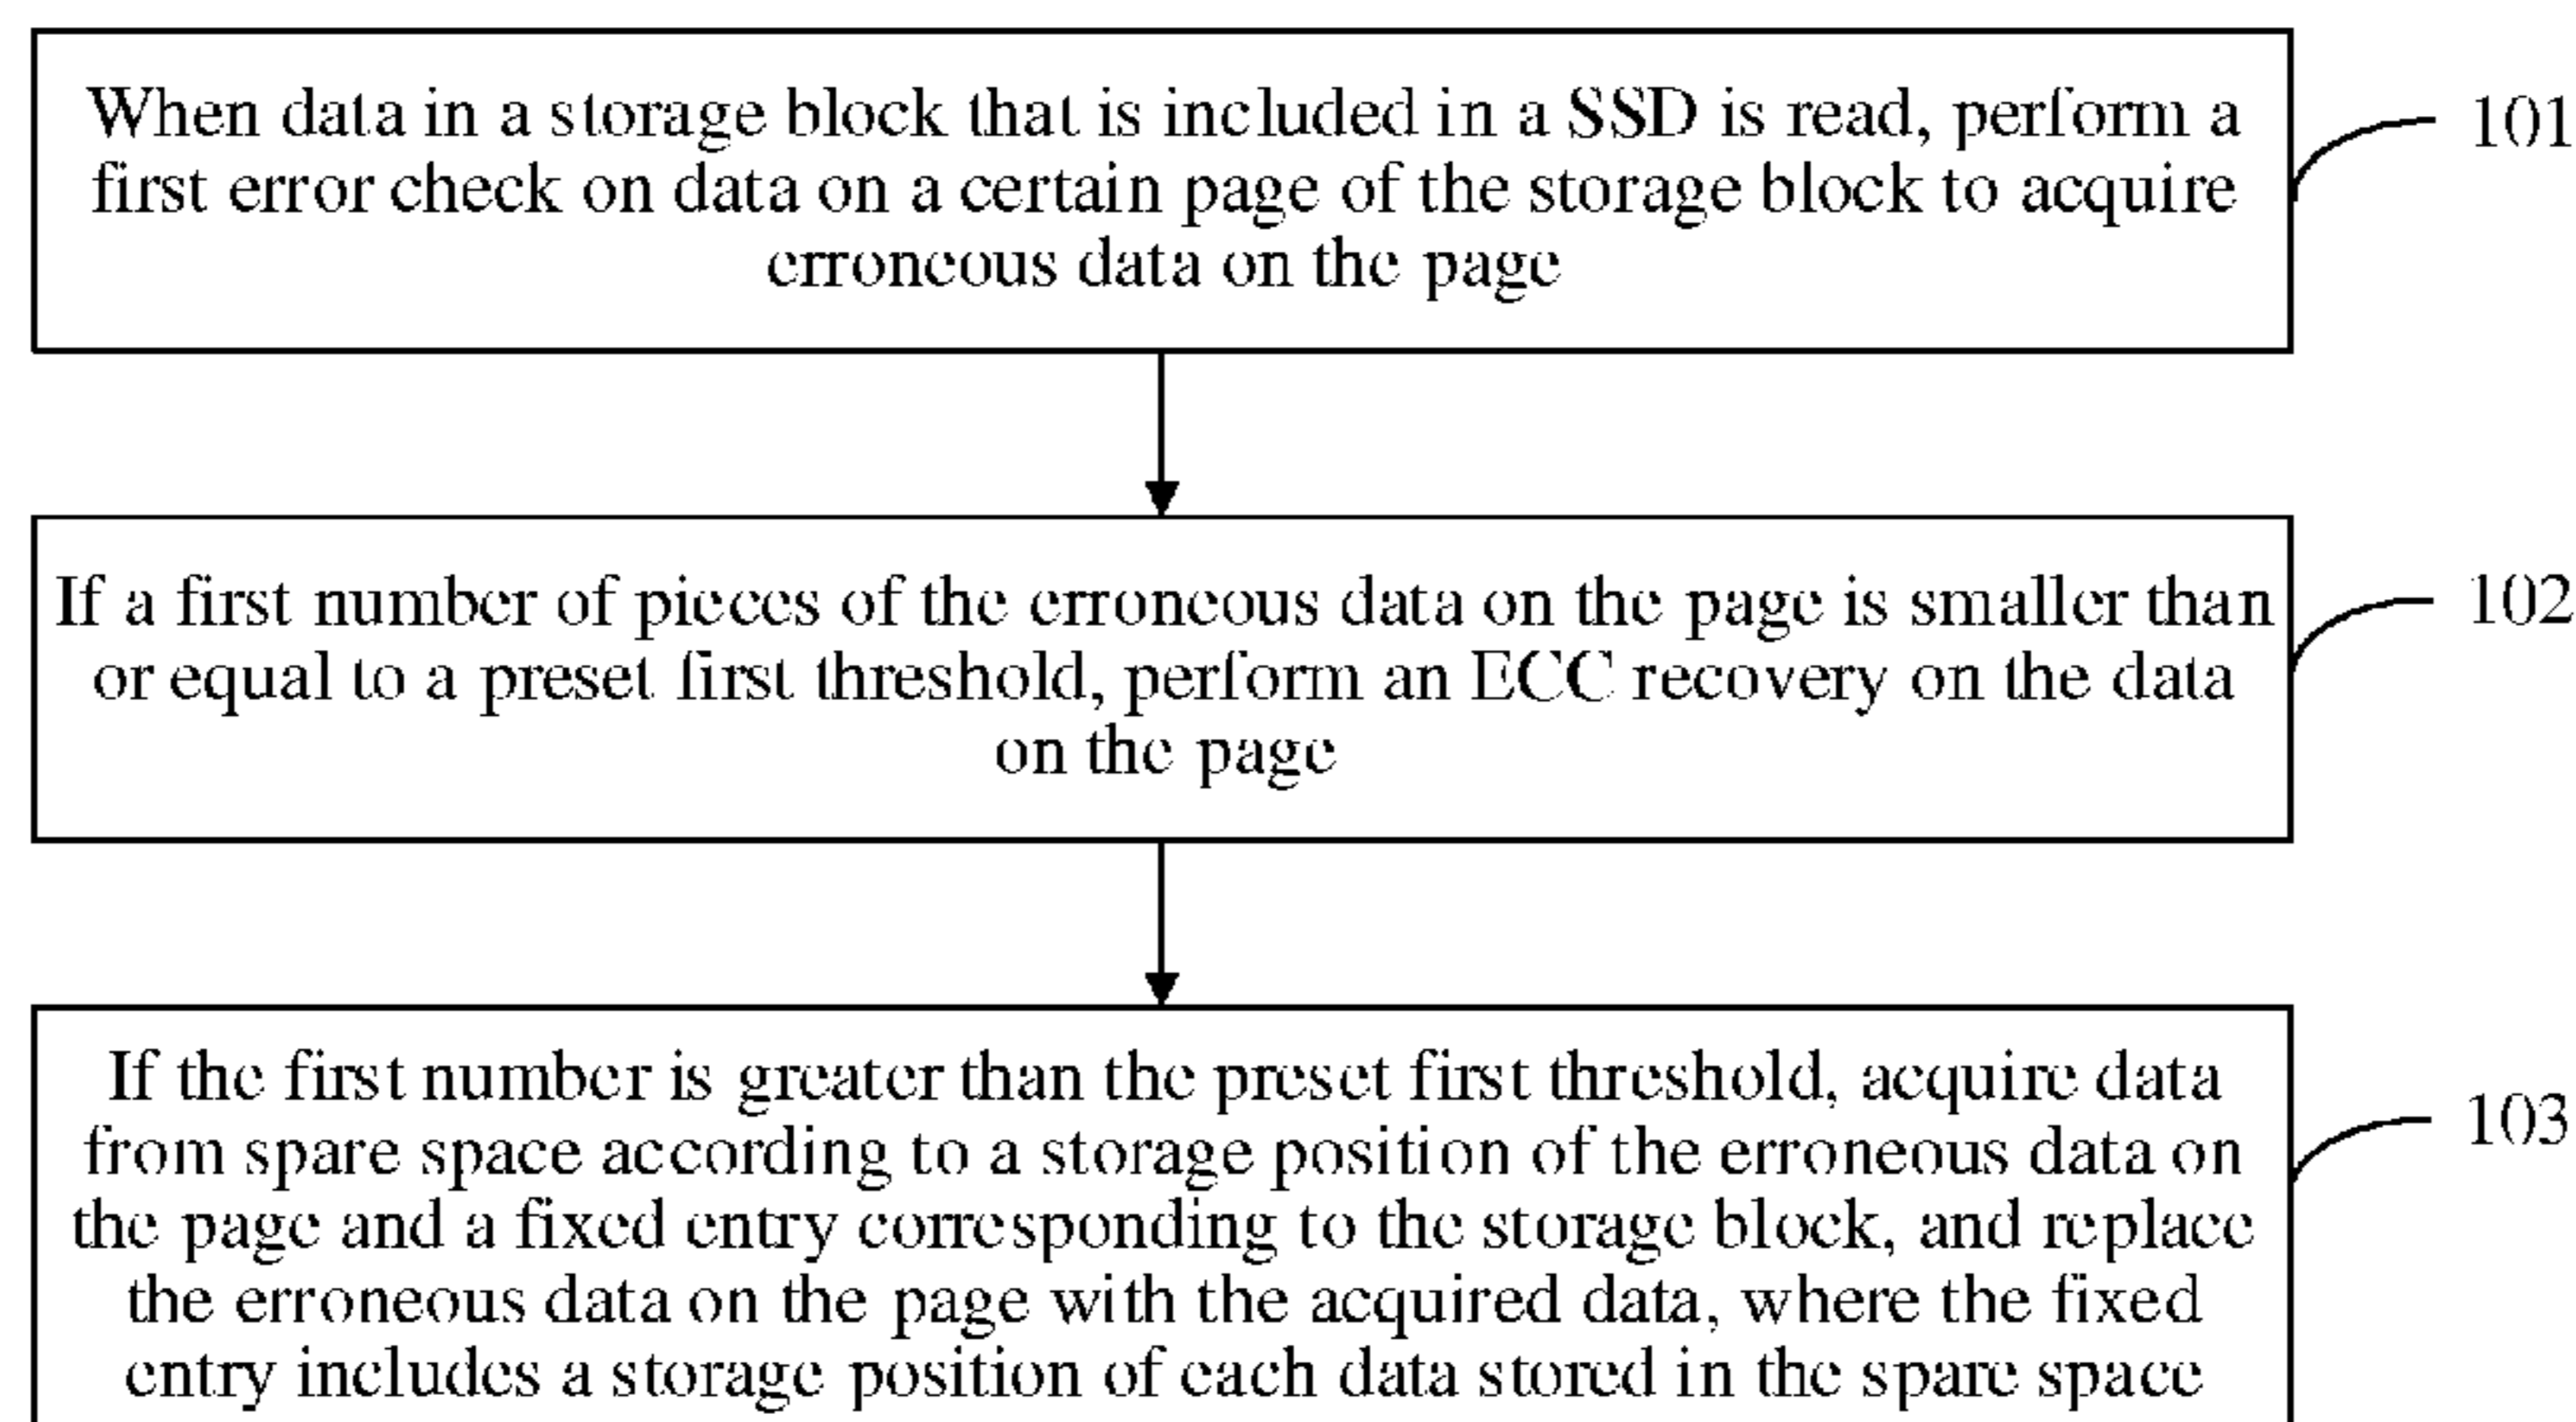 When data in a storage block that is included in a SSD is read, perform a
first error check on data on a certain page of the storage block to acquire
erroneous data on the page
101
If a first number of pieces of the erroneous data on the page is smaller than
or equal to a preset first threshold, perform an ECC recovery on the data
on the page
102
If the first number is greater than the preset first threshold, acquire data
from spare space according to a storage position of the erroneous data on
the page and a fixed entry corresponding to the storage block, and replace
the erroneous data on the page with the acquired data, where the fixed
entry includes a storage position of each data stored in the spare space
103